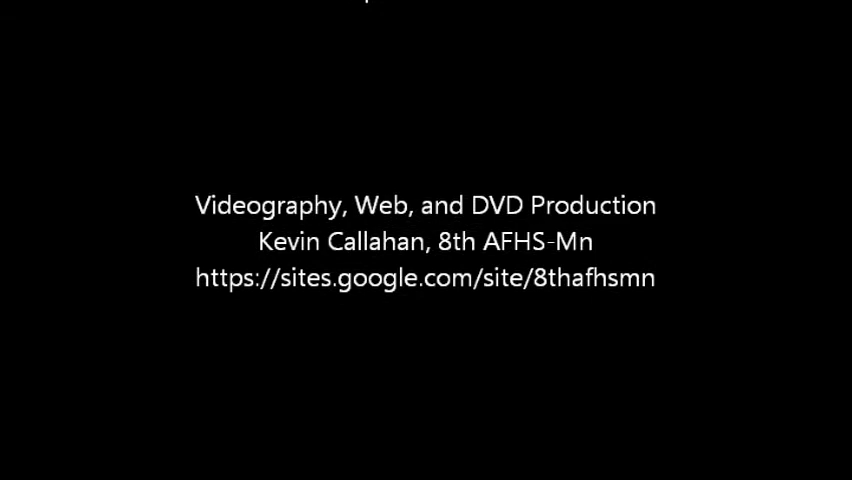 Videography, Web, and DVD Production
Kevin Callahan, 8th AFHS-Mn
https://sites.google.com/site/8thafhsmn